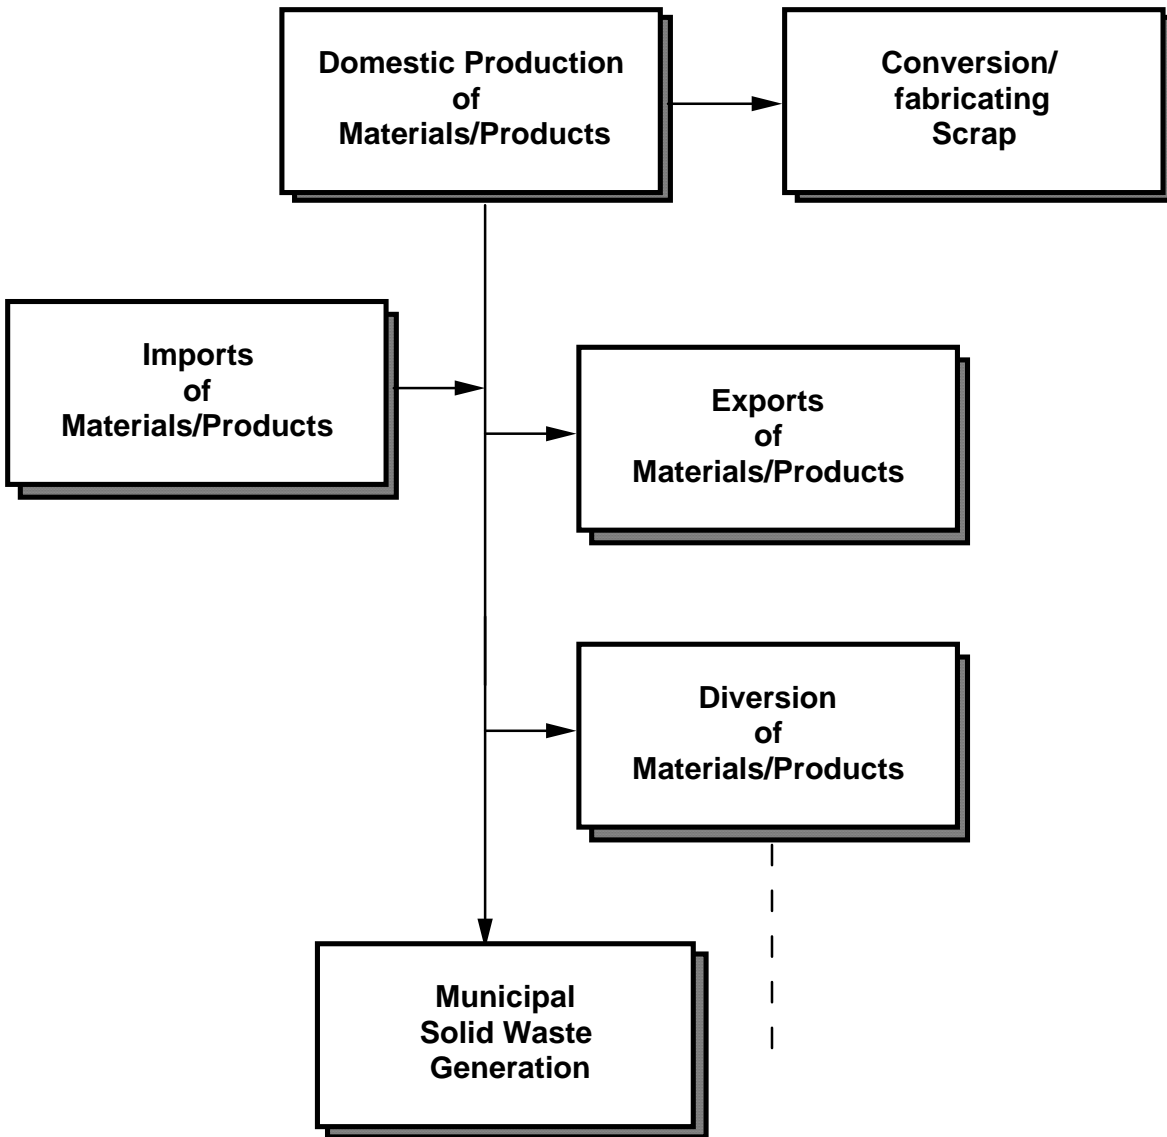 Domestic Production
of
Materials/Products
Conversion/
fabricating
Scrap
Imports
of
Materials/Products
Exports
of
Materials/Products
Diversion
of
Materials/Products
Municipal
Solid Waste
Generation